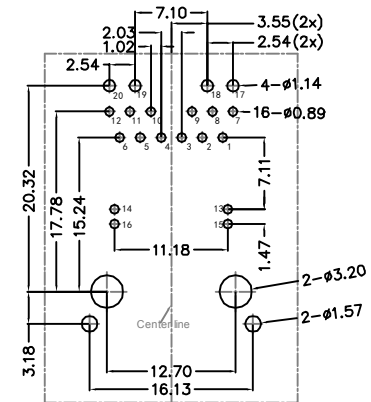 7.10
3.55(2x)
2.03
1.02
2.54(2x)
2.54
20 19 18 17
4-ø1.14
12 11 10 9 8 7
16-ø0.89
6 5 4 3 2 1
20.32
17.78
15.24
7.11
14 13
16 15
11.18
1.47
2-ø3.20
Center line
2-ø1.57
3.18
12.70
16.13